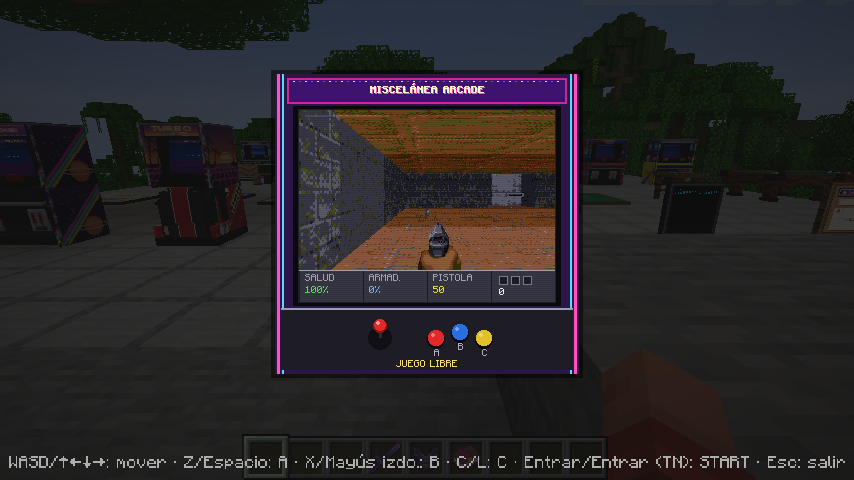 MISCELÁNEA ARCADE
TURBO
SALUD ARMAD. PISTOLA
100% 0% 50 0
A B C
JUEGO LIBRE
WASD/↑←↓→: mover · Z/Espacio: A · X/Mayús izdo.: B · C/L: C · Entrar/Entrar (TN): START · Esc: salir